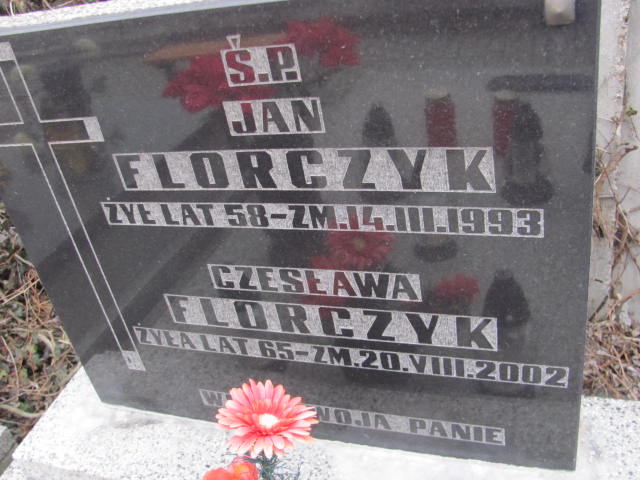 Ś.P.
JAN
FLORCZYK
ŻYŁ LAT 58-ZM.14.III.1993
CZESŁAWA
FLORCZYK
ŻYŁA LAT 65-ZM.20.VIII.2002
PANIE